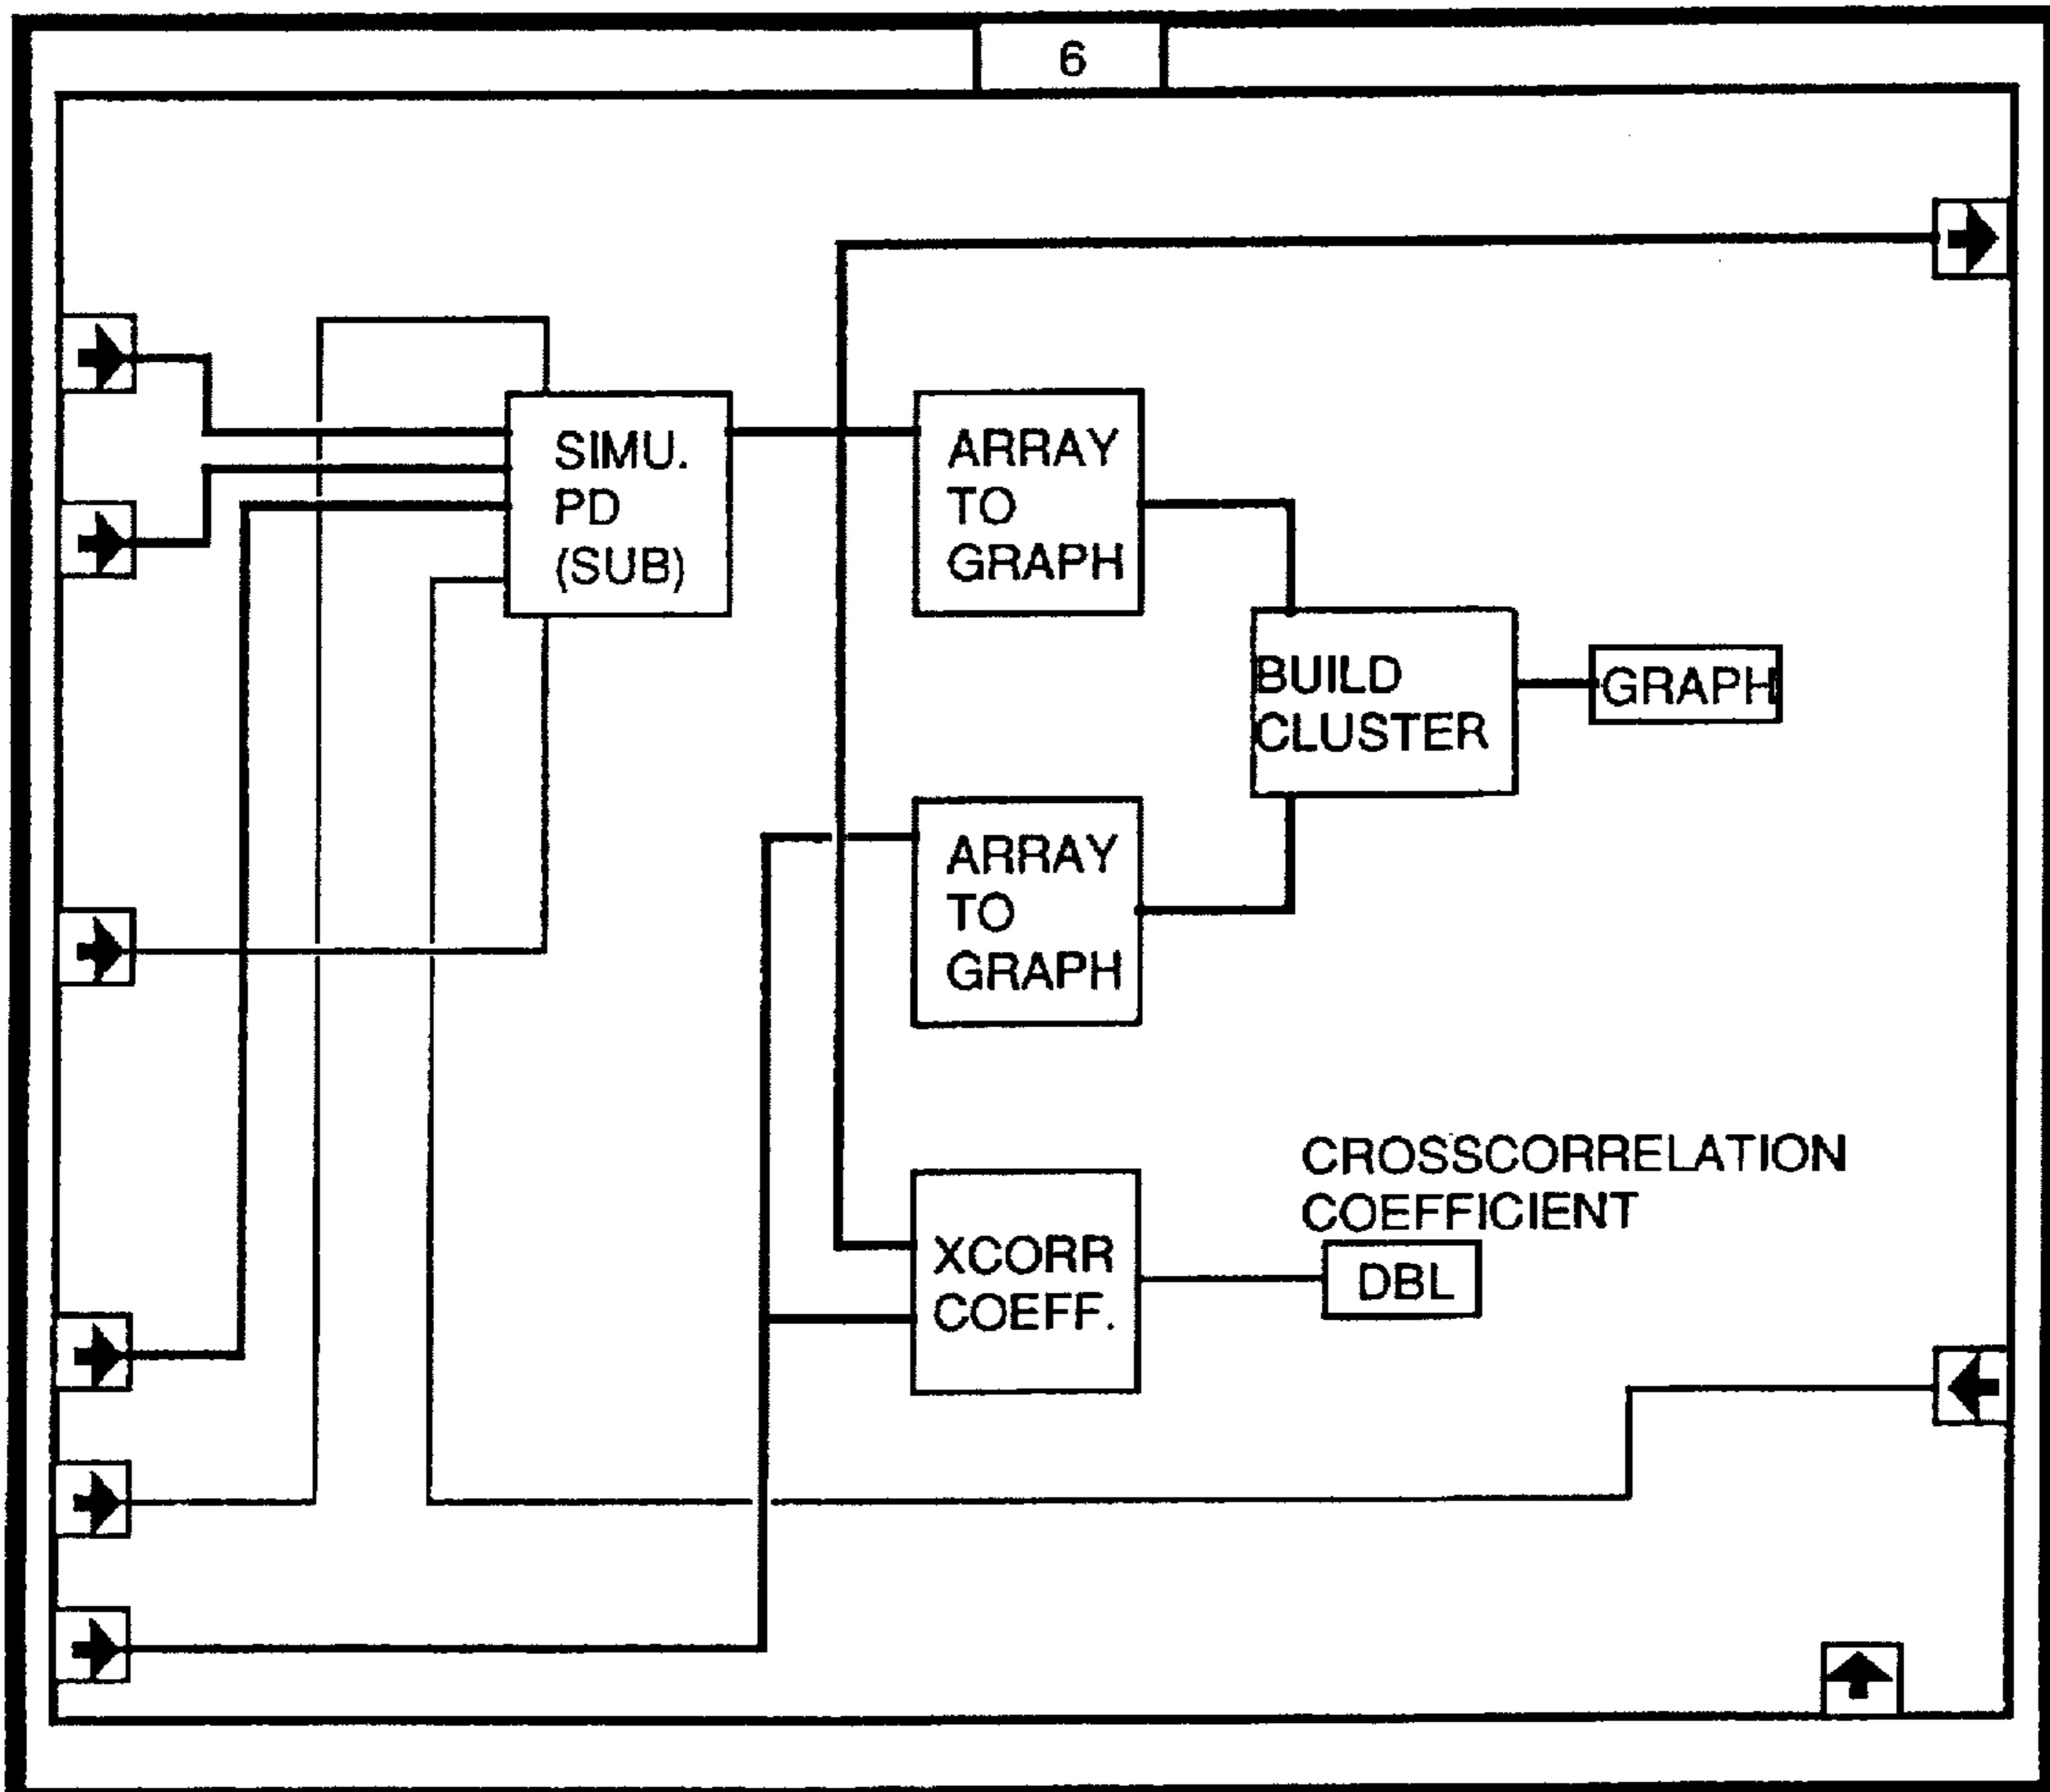 6
SIMU.
PD
(SUB)
ARRAY
TO
GRAPH
BUILD
CLUSTER
GRAPH
ARRAY
TO
GRAPH
CROSSCORRELATION
COEFFICIENT
XCORR
COEFF.
DBL